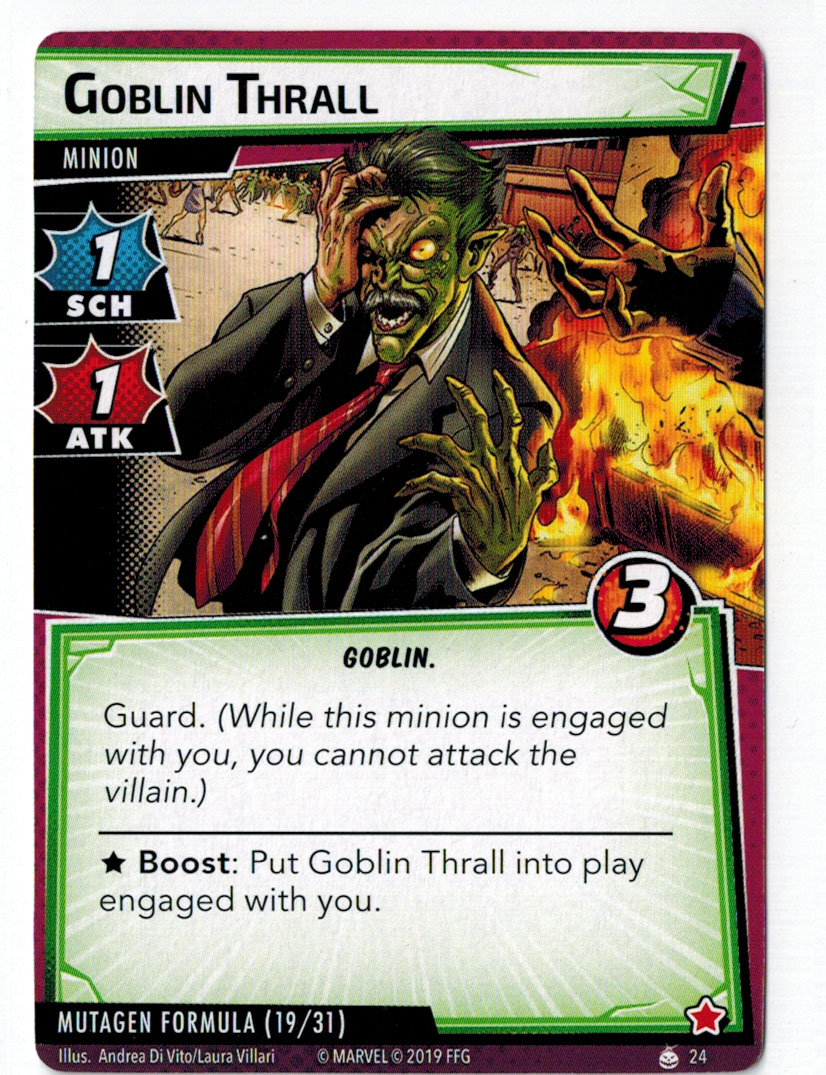 GOBLIN THRALL
MINION
1
SCH
1
ATK
3
GOBLIN.
Guard. (While this minion is engaged
with you, you cannot attack the
villain.)
★ Boost: Put Goblin Thrall into play
engaged with you.
MUTAGEN FORMULA (19/31)
Illus. Andrea Di Vito/Laura Villari © MARVEL © 2019 FFG 24